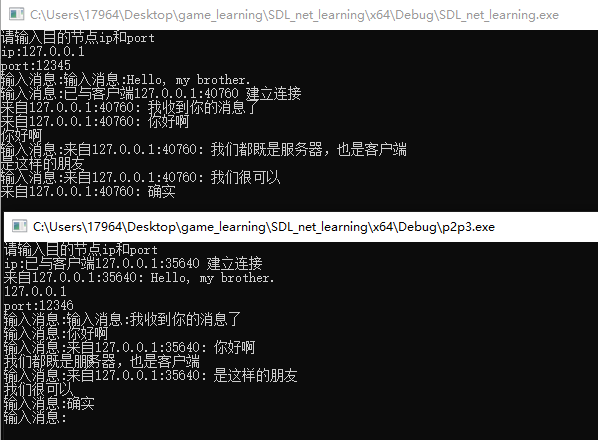 C:\Users\17964\Desktop\game_learning\SDL_net_learning\x64\Debug\SDL_net_learning.exe
请输入目的节点ip和port
ip:127.0.0.1
port:12345
输入消息:输入消息:Hello, my brother.
输入消息:已与客户端127.0.0.1:40760 建立连接
来自127.0.0.1:40760: 我收到你的消息了
来自127.0.0.1:40760: 你好啊
你好啊
输入消息:来自127.0.0.1:40760: 我们都既是服务器，也是客户端
是这样的朋友
输入消息:来自127.0.0.1:40760: 我们很可以
来自127.0.0.1:40760: 确实
C:\Users\17964\Desktop\game_learning\SDL_net_learning\x64\Debug\p2p3.exe
请输入目的节点ip和port
ip:已与客户端127.0.0.1:35640 建立连接
来自127.0.0.1:35640: Hello, my brother.
127.0.0.1
port:12346
输入消息:输入消息:我收到你的消息了
输入消息:你好啊
输入消息:来自127.0.0.1:35640: 你好啊
我们都既是服务器，也是客户端
输入消息:来自127.0.0.1:35640: 是这样的朋友
我们很可以
输入消息:确实
输入消息: